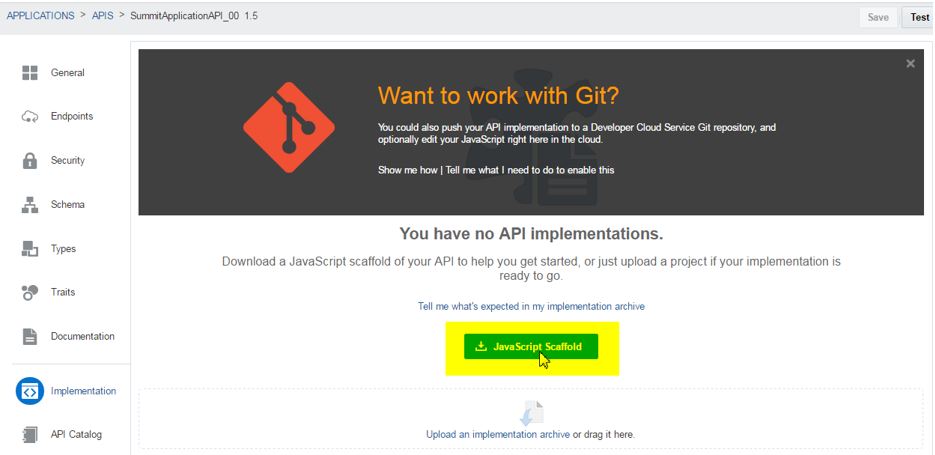 APPLICATIONS > APIS > SummitApplicationAPI_00 1.5
Save
Test
General
Endpoints
Security
Schema
Types
Traits
Documentation
Implementation
API Catalog
Want to work with Git?
You could also push your API implementation to a Developer Cloud Service Git repository, and
optionally edit your JavaScript right here in the cloud.
Show me how | Tell me what I need to do to enable this
You have no API implementations.
Download a JavaScript scaffold of your API to help you get started, or just upload a project if your implementation is
ready to go.
Tell me what's expected in my implementation archive
JavaScript Scaffold
Upload an implementation archive or drag it here.